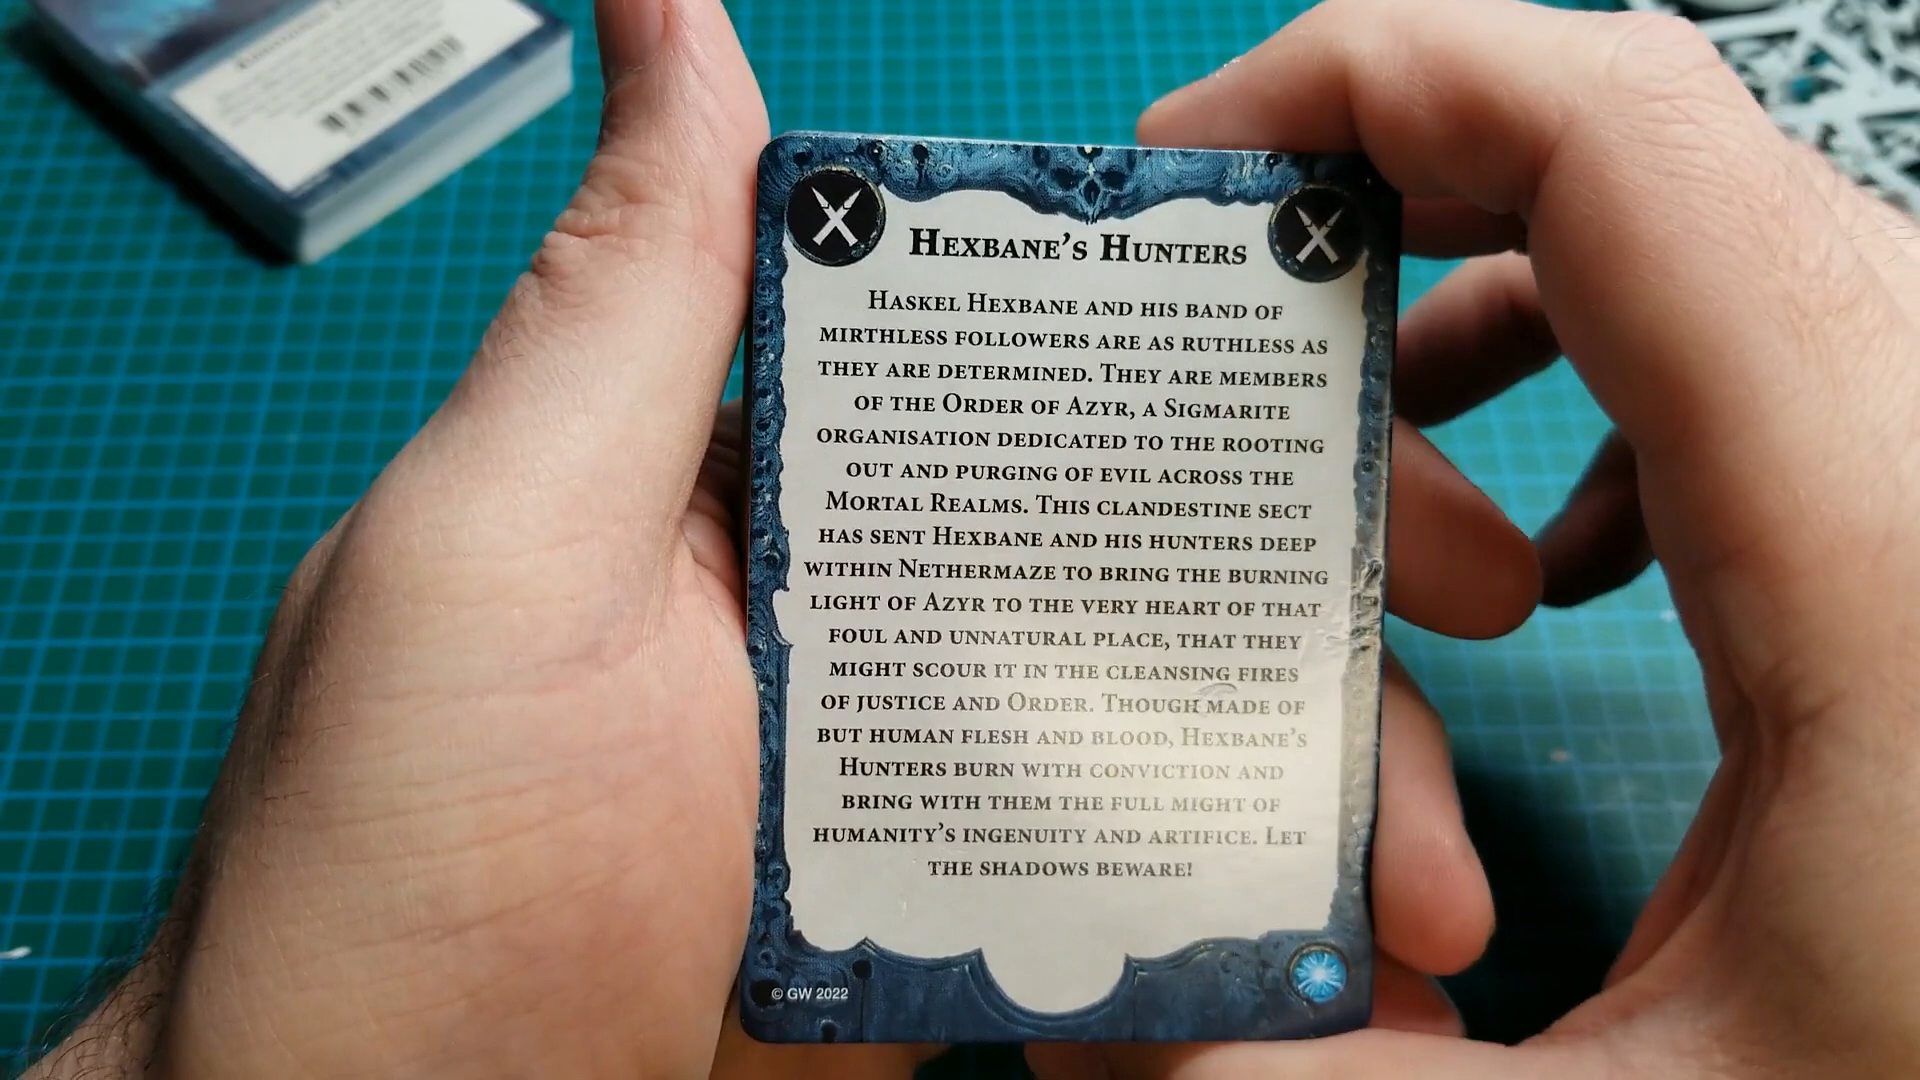 Hexbane's Hunters
Haskel Hexbane and his band of
mirthless followers are as ruthless as
they are determined. They are members
of the Order of Azyr, a Sigmarite
organisation dedicated to the rooting
out and purging of evil across the
Mortal Realms. This clandestine sect
has sent Hexbane and his hunters deep
within Nethermaze to bring the burning
light of Azyr to the very heart of that
foul and unnatural place, that they
might scour it in the cleansing fires
of justice and Order. Though made of
but human flesh and blood, Hexbane's
Hunters burn with conviction and
bring with them the full might of
humanity's ingenuity and artifice. Let
the shadows beware!
© GW 2022